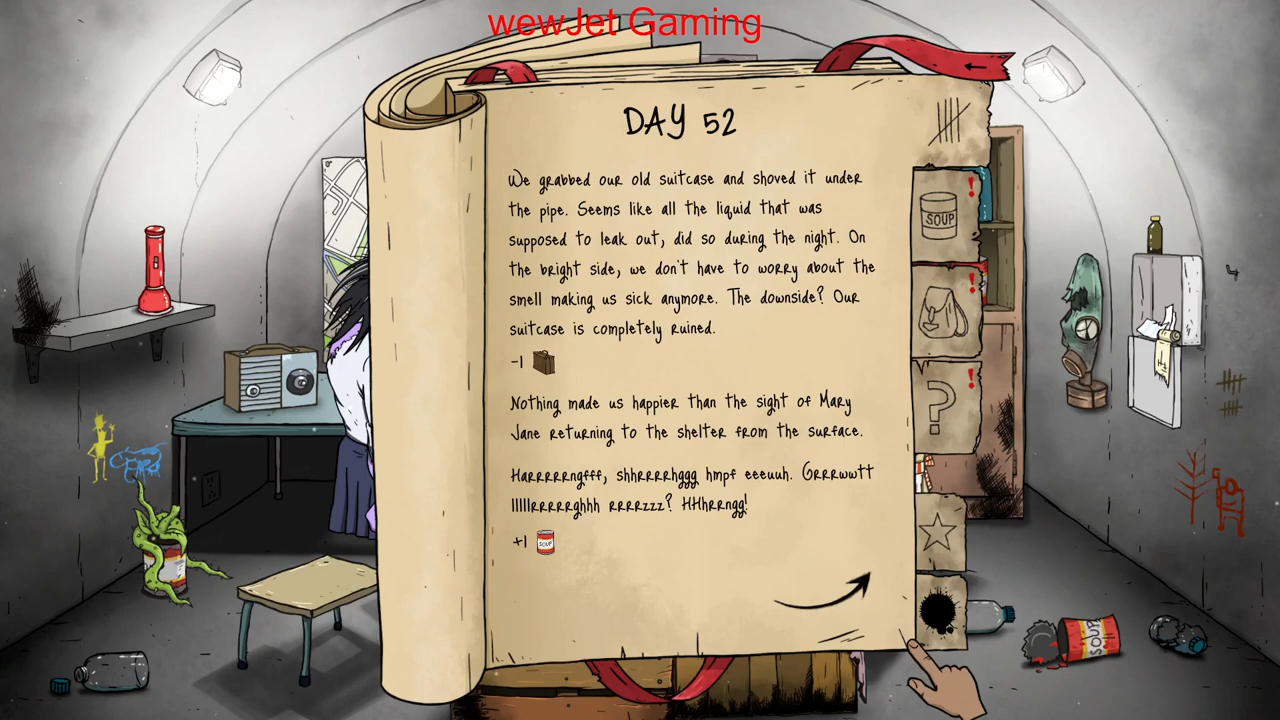 wewJet Gaming
DAY 52
We grabbed our old suitcase and shoved it under
the pipe. Seems like all the liquid that was
supposed to leak out, did so during the night. On
the bright side, we don't have to worry about the
smell making us sick anymore. The downside? Our
suitcase is completely ruined.
-1
Nothing made us happier than the sight of Mary
Jane returning to the shelter from the surface.
Harrrrrngfff, shhrrrrhggg hmpf eeeuuh. Grrrwwtt
lllllrrrrrghhh rrrrzzz? HHhrrngg!
+1 SOUP
SOUP
!
!
?
!
SOUP